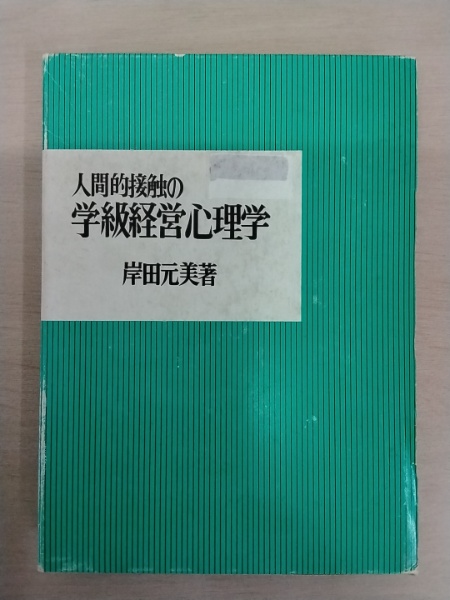 人間的接触の
学級経営心理学
岸田元美著